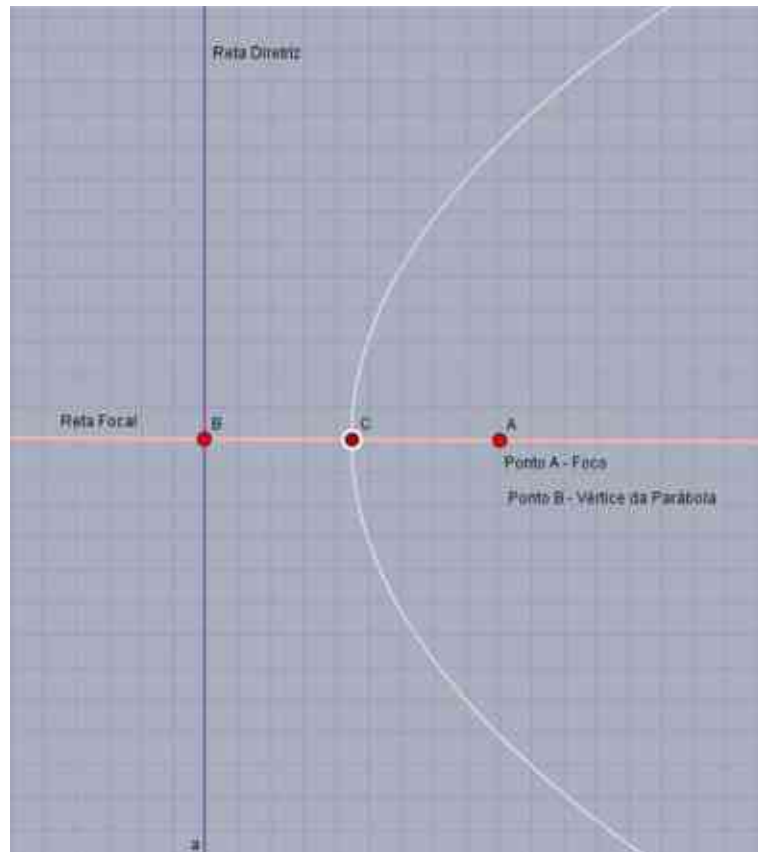 Reta Diretriz
Reta Focal
B
C
A
Ponto A - Foco
Ponto B - Vértice da Parábola
a